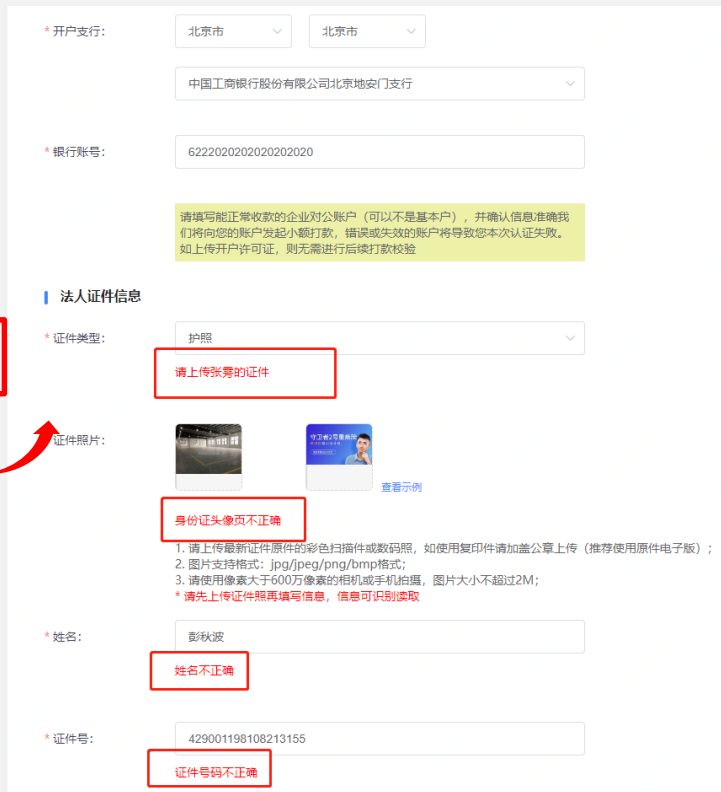 * 开户支行:
北京市
北京市
中国工商银行股份有限公司北京地安门支行
* 银行账号:
6222020202020202020
请填写能正常收款的企业对公账户（可以不是基本户），并确认信息准确我
们将向您的账户发起小额打款，错误或失效的账户将导致您本次认证失败。
如上传开户许可证，则无需进行后续打款校验
法人证件信息
* 证件类型:
护照
请上传张雱的证件
证件照片:
查看示例
身份证头像页不正确
1. 请上传最新证件原件的彩色扫描件或数码照，如使用复印件请加盖公章上传（推荐使用原件电子版）;
2. 图片支持格式：jpg/jpeg/png/bmp格式;
3. 请使用像素大于600万像素的相机或手机拍摄，图片大小不超过2M;
* 请先上传证件照再填写信息，信息可识别读取
* 姓名:
彭秋波
姓名不正确
* 证件号:
429001198108213155
证件号码不正确